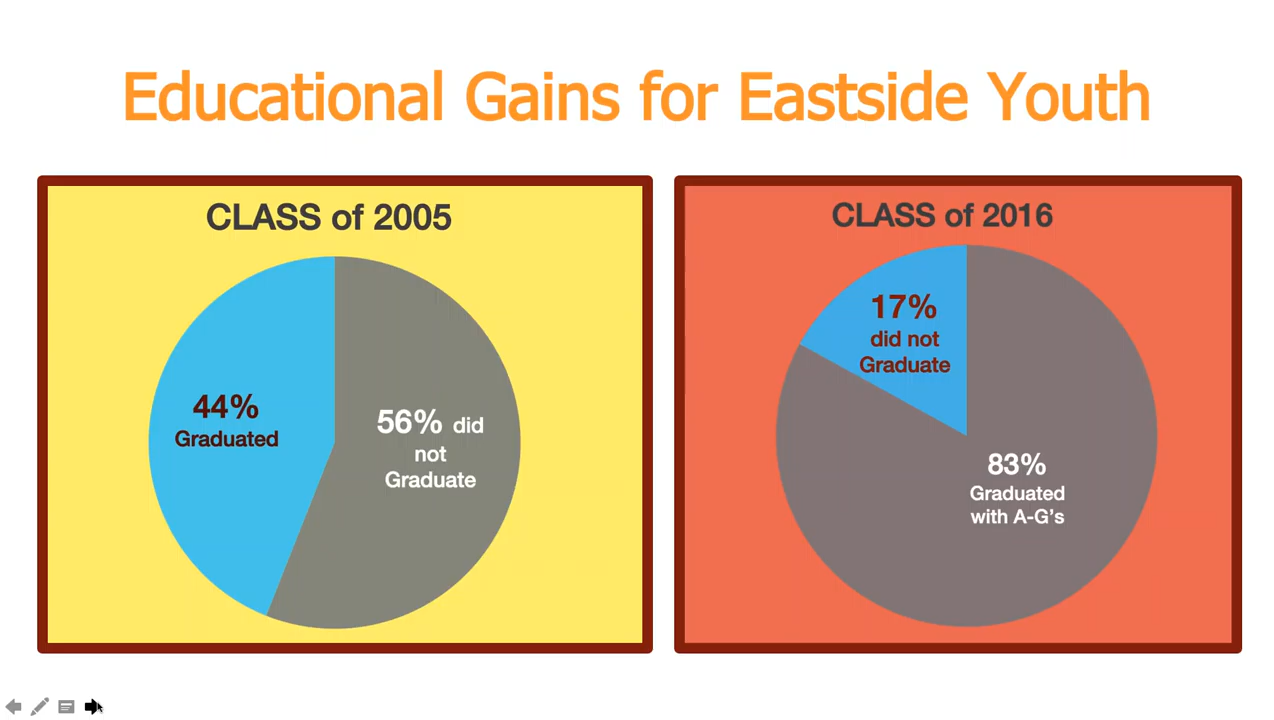 Educational Gains for Eastside Youth
CLASS of 2005
44%
Graduated
56% did
not
Graduate
CLASS of 2016
17%
did not
Graduate
83%
Graduated
with A-G’s